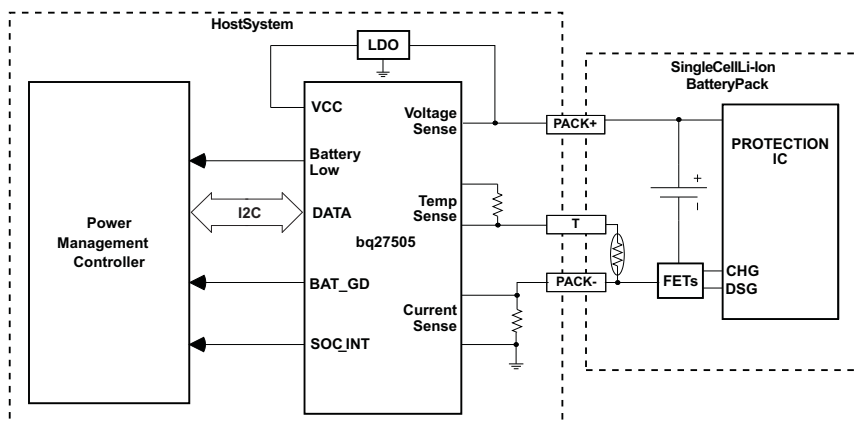 HostSystem
LDO
SingleCellLi-Ion
BatteryPack
VCC
Voltage
Sense
PACK+
PROTECTION
IC
Battery
Low
+
−
I2C
DATA
Temp
Sense
T
Power
Management
Controller
bq27505
BAT_GD
PACK-
FETs
CHG
DSG
Current
Sense
SOC_INT